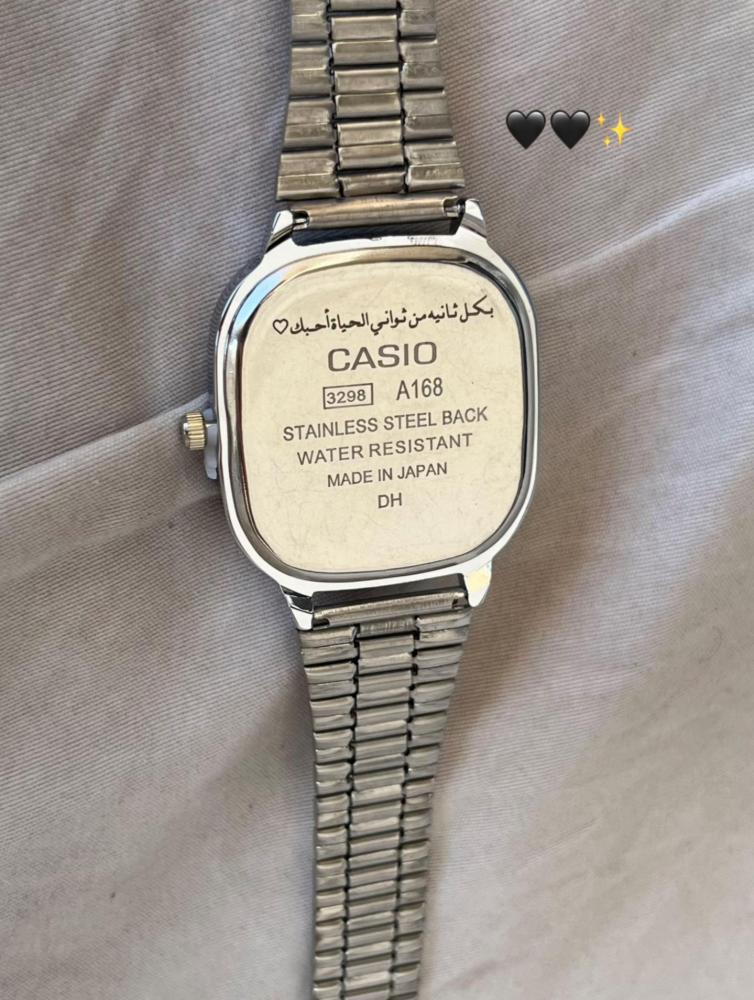 بكل ثانيه من ثواني الحياة أحبك ♡
CASIO
3298 A168
STAINLESS STEEL BACK
WATER RESISTANT
MADE IN JAPAN
DH